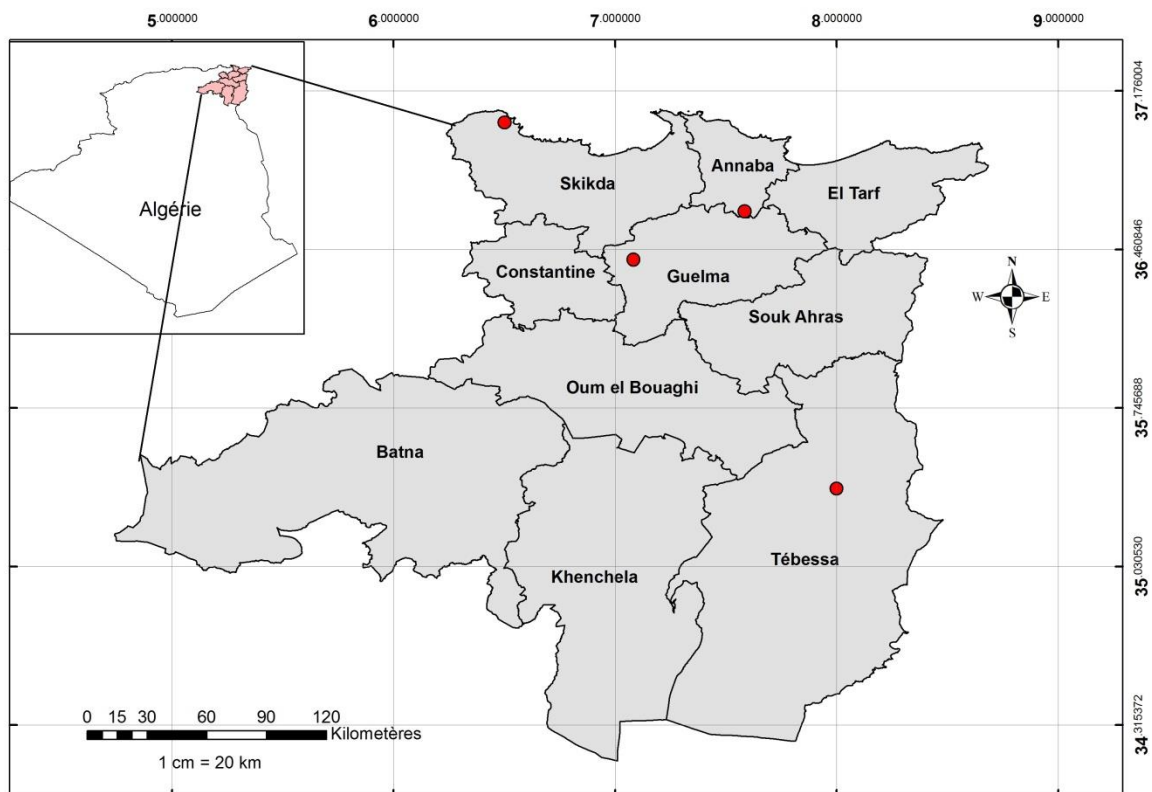 5.000000 6.000000 7.000000 8.000000 9.000000
37.176004
Annaba
Skikda
El Tarf
Algérie
36.460846
Constantine
Guelma
N
W E
S
Souk Ahras
Oum el Bouaghi
35.745688
Batna
Tébessa
35.030530
Khenchela
0 15 30 60 90 120
Kilometères
34.315372
1 cm = 20 km